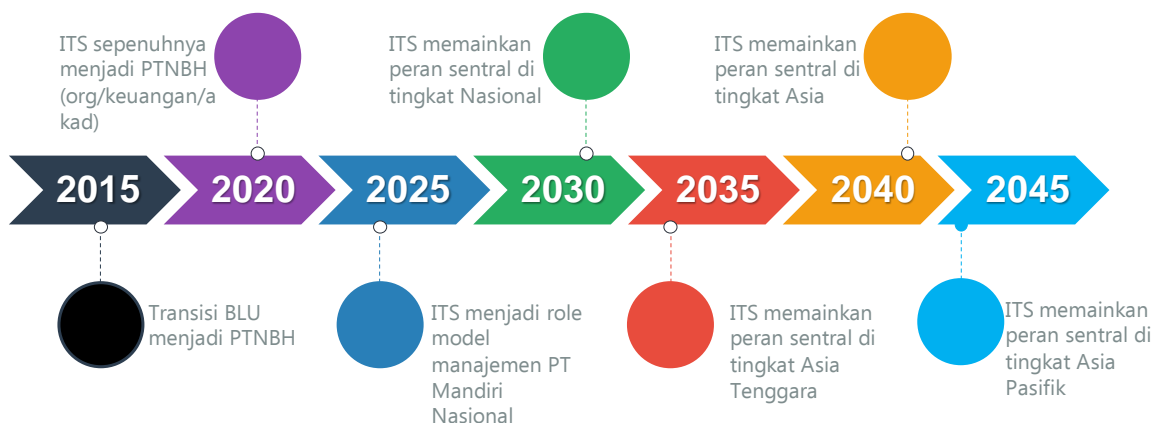 ITS sepenuhnya
menjadi PTNBH
(org/keuangan/a
kad)
ITS memainkan
peran sentral di
tingkat Nasional
ITS memainkan
peran sentral di
tingkat Asia
2015
2020
2025
2030
2035
2040
2045
Transisi BLU
menjadi PTNBH
ITS menjadi role
model
manajemen PT
Mandiri
Nasional
ITS memainkan
peran sentral di
tingkat Asia
Tenggara
ITS memainkan
peran sentral di
tingkat Asia
Pasifik